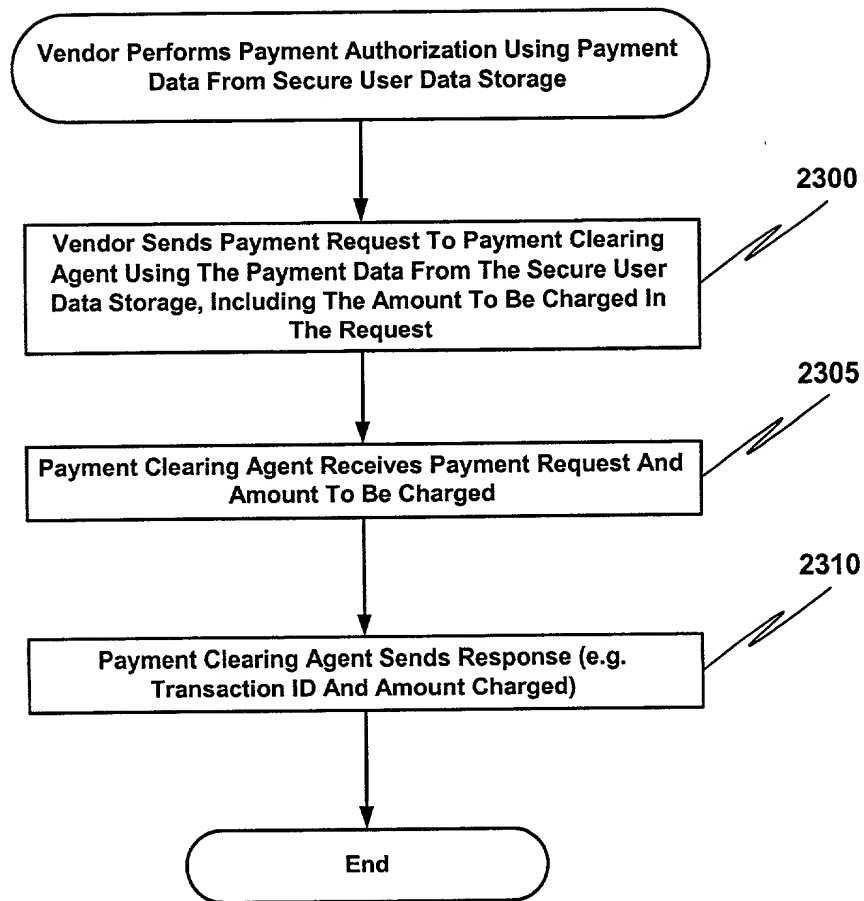 Vendor Performs Payment Authorization Using Payment
Data From Secure User Data Storage
2300
Vendor Sends Payment Request To Payment Clearing
Agent Using The Payment Data From The Secure User
Data Storage, Including The Amount To Be Charged In
The Request
2305
Payment Clearing Agent Receives Payment Request And
Amount To Be Charged
2310
Payment Clearing Agent Sends Response (e.g.
Transaction ID And Amount Charged)
End